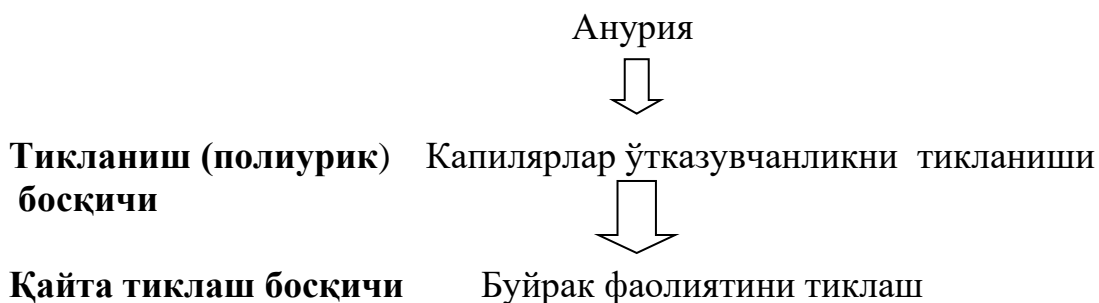 Анурия
Тикланиш (полиурик) Капилярлар ўтказувчанликни тикланиши
босқичи
Қайта тиклаш босқичи Буйрак фаолиятини тиклаш